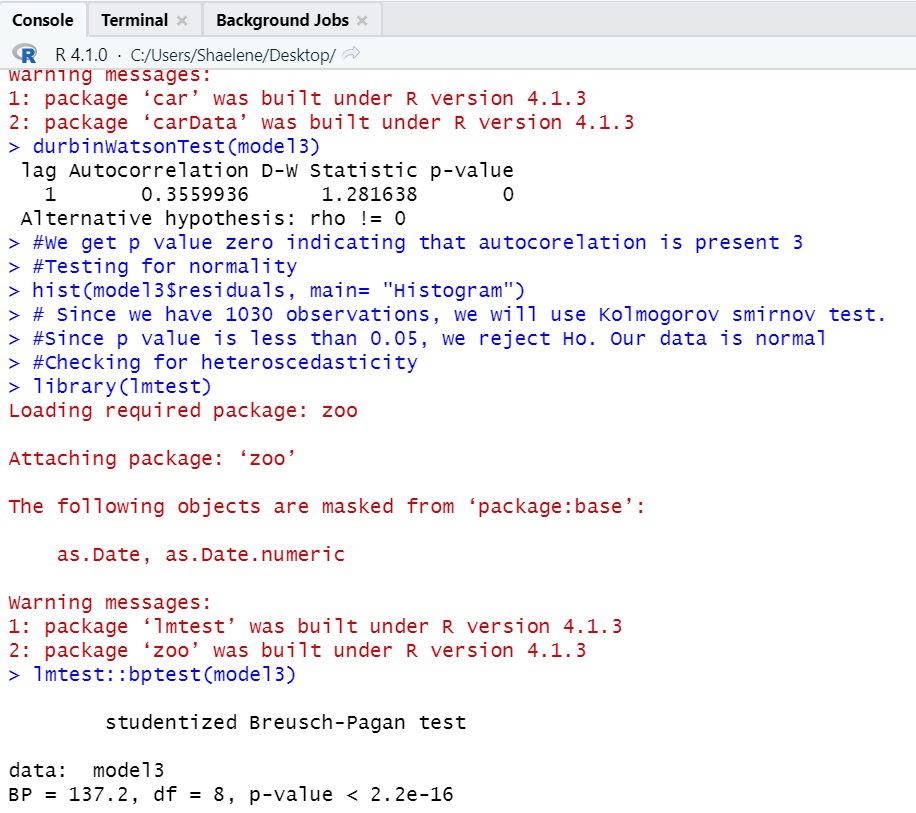 Console Terminal × Background Jobs ×
R R 4.1.0 · C:/Users/Shaelene/Desktop/
Warning messages:
1: package ‘car’ was built under R version 4.1.3
2: package ‘carData’ was built under R version 4.1.3
> durbinWatsonTest(model3)
lag Autocorrelation D-W Statistic p-value
1 0.3559936 1.281638 0
Alternative hypothesis: rho != 0
> #We get p value zero indicating that autocorelation is present 3
> #Testing for normality
> hist(model3$residuals, main= "Histogram")
> # Since we have 1030 observations, we will use Kolmogorov smirnov test.
> #Since p value is less than 0.05, we reject Ho. Our data is normal
> #Checking for heteroscedasticity
> library(lmtest)
Loading required package: zoo
Attaching package: ‘zoo’
The following objects are masked from ‘package:base’:
as.Date, as.Date.numeric
Warning messages:
1: package ‘lmtest’ was built under R version 4.1.3
2: package ‘zoo’ was built under R version 4.1.3
> lmtest::bptest(model3)
studentized Breusch-Pagan test
data: model3
BP = 137.2, df = 8, p-value < 2.2e-16